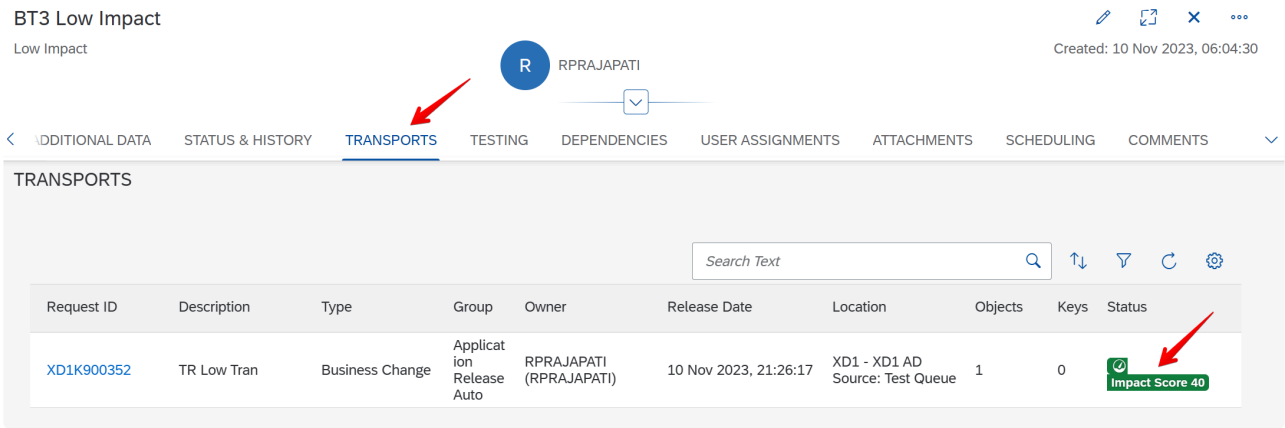 BT3 Low Impact
Low Impact
Created: 10 Nov 2023, 06:04:30
R
RPRAJAPATI
DDITIONAL DATA STATUS & HISTORY TRANSPORTS TESTING DEPENDENCIES USER ASSIGNMENTS ATTACHMENTS SCHEDULING COMMENTS
TRANSPORTS
Search Text
Request ID Description Type Group Owner Release Date Location Objects Keys Status
XD1K900352 TR Low Tran Business Change
Applicat
ion
Release
Auto
RPRAJAPATI
(RPRAJAPATI)
10 Nov 2023, 21:26:17
XD1 - XD1 AD
Source: Test Queue
1 0
Impact Score 40